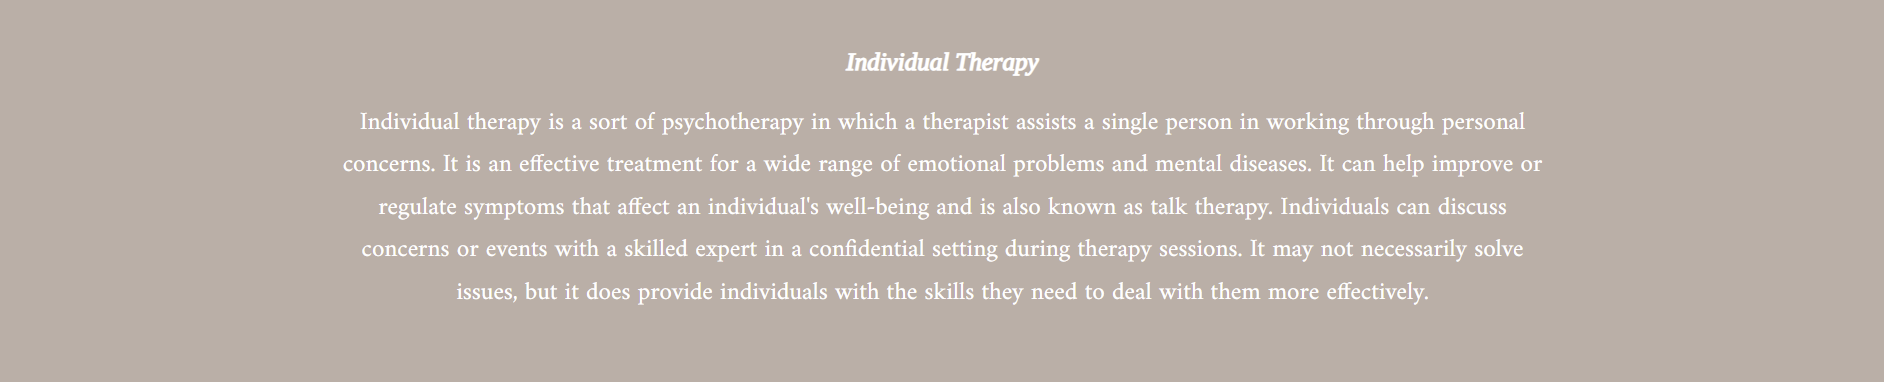 Individual Therapy
Individual therapy is a sort of psychotherapy in which a therapist assists a single person in working through personal
concerns. It is an effective treatment for a wide range of emotional problems and mental diseases. It can help improve or
regulate symptoms that affect an individual's well-being and is also known as talk therapy. Individuals can discuss
concerns or events with a skilled expert in a confidential setting during therapy sessions. It may not necessarily solve
issues, but it does provide individuals with the skills they need to deal with them more effectively.